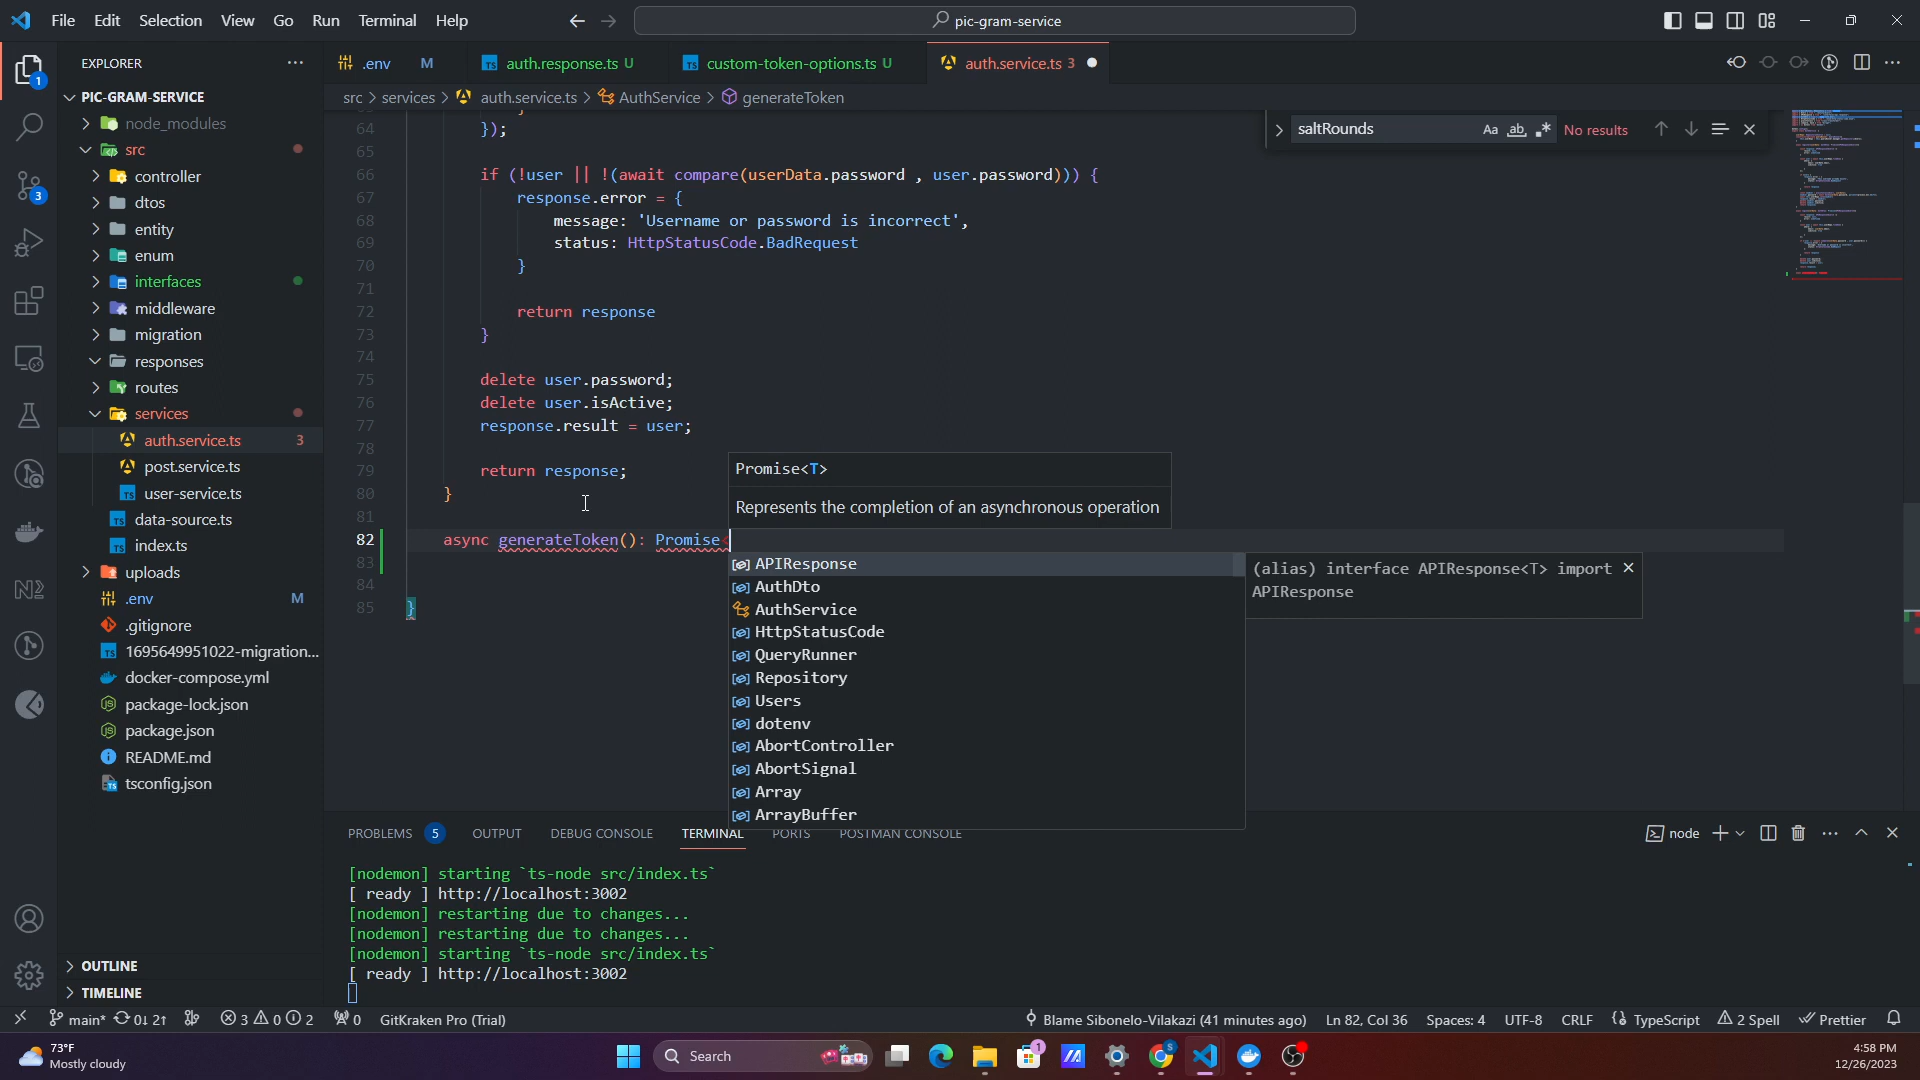 File Edit Selection View Go Run Terminal Help
pic-gram-service
EXPLORER
.env M
auth.response.ts U
custom-token-options.ts U
auth.service.ts 3
src > services > auth.service.ts > AuthService > generateToken
saltRounds
Aa ab .*
No results
PIC-GRAM-SERVICE
node_modules
src
controller
dtos
entity
enum
interfaces
middleware
migration
responses
routes
services
auth.service.ts 3
post.service.ts
user-service.ts
data-source.ts
index.ts
uploads
.env M
.gitignore
1695649951022-migration...
docker-compose.yml
package-lock.json
package.json
README.md
tsconfig.json
OUTLINE
TIMELINE
1
3
64 });
65
66 if (!user || !(await compare(userData.password , user.password))) {
67 response.error = {
68 message: 'Username or password is incorrect',
69 status: HttpStatusCode.BadRequest
70 }
71
72 return response
73 }
74
75 delete user.password;
76 delete user.isActive;
77 response.result = user;
78
79 return response;
80 }
81
82 async generateToken(): Promise<
83
84
85 }
Promise<T>
Represents the completion of an asynchronous operation
APIResponse
AuthDto
AuthService
HttpStatusCode
QueryRunner
Repository
Users
dotenv
AbortController
AbortSignal
Array
ArrayBuffer
(alias) interface APIResponse<T> import
APIResponse
PROBLEMS 5 OUTPUT DEBUG CONSOLE TERMINAL PORTS POSTMAN CONSOLE
node
[nodemon] starting `ts-node src/index.ts`
[ ready ] http://localhost:3002
[nodemon] restarting due to changes...
[nodemon] restarting due to changes...
[nodemon] starting `ts-node src/index.ts`
[ ready ] http://localhost:3002
main* 0↓ 2↑ 3 0 2 0 GitKraken Pro (Trial)
Blame Sibonelo-Vilakazi (41 minutes ago) Ln 82, Col 36 Spaces: 4 UTF-8 CRLF TypeScript 2 Spell Prettier
73°F
Mostly cloudy
Search
1
4:58 PM
12/26/2023